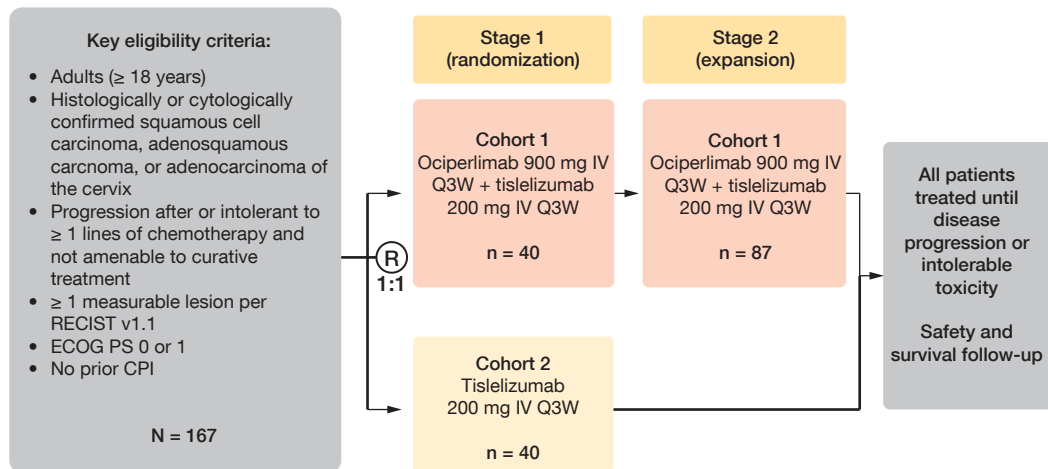 Key eligibility criteria:
• Adults (≥ 18 years)
• Histologically or cytologically
confirmed squamous cell
carcinoma, adenosquamous
carcnoma, or adenocarcinoma of
the cervix
• Progression after or intolerant to
≥ 1 lines of chemotherapy and
not amenable to curative
treatment
• ≥ 1 measurable lesion per
RECIST v1.1
• ECOG PS 0 or 1
• No prior CPI
N = 167
R
1:1
Stage 1
(randomization)
Cohort 1
Ociperlimab 900 mg IV
Q3W + tislelizumab
200 mg IV Q3W
n = 40
Stage 2
(expansion)
Cohort 1
Ociperlimab 900 mg IV
Q3W + tislelizumab
200 mg IV Q3W
n = 87
Cohort 2
Tislelizumab
200 mg IV Q3W
n = 40
All patients
treated until
disease
progression or
intolerable
toxicity
Safety and
survival follow-up